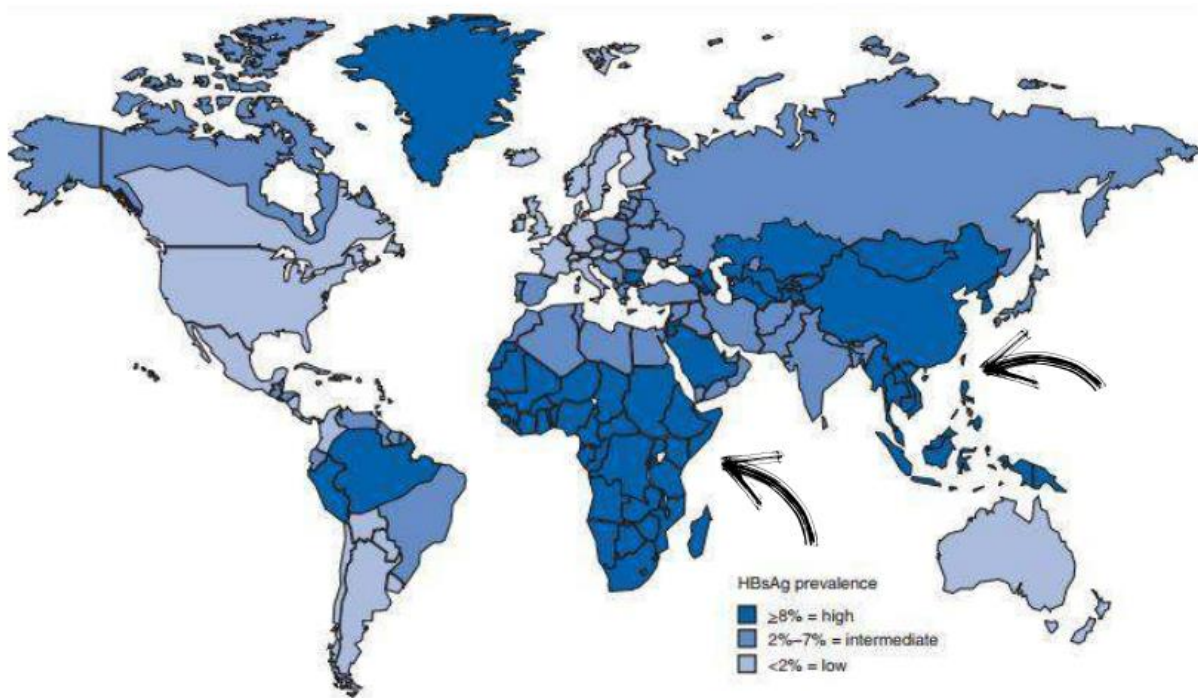 HBsAg prevalence
≥8% = high
2%–7% = intermediate
<2% = low